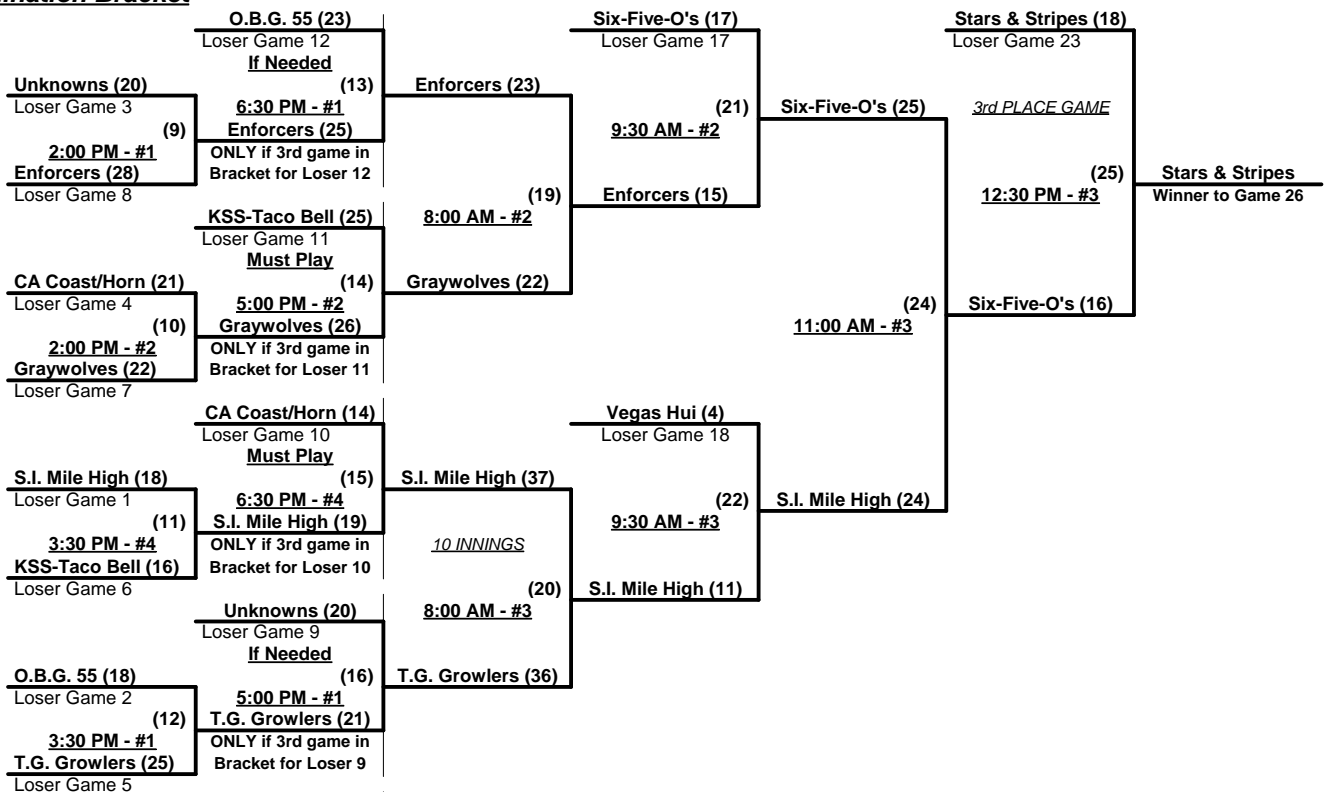 O.B.G. 55 (23)
Loser Game 12
If Needed
(13)
6:30 PM - #1
Unknowns (20)
Loser Game 3
(9)
2:00 PM - #1
Enforcers (28)
Loser Game 8
Enforcers (25)
ONLY if 3rd game in
Bracket for Loser 12
KSS-Taco Bell (25)
Loser Game 11
Must Play
(14)
5:00 PM - #2
CA Coast/Horn (21)
Loser Game 4
(10)
2:00 PM - #2
Graywolves (22)
Loser Game 7
Graywolves (26)
ONLY if 3rd game in
Bracket for Loser 11
CA Coast/Horn (14)
Loser Game 10
Must Play
(15)
6:30 PM - #4
S.I. Mile High (18)
Loser Game 1
(11)
3:30 PM - #4
KSS-Taco Bell (16)
Loser Game 6
S.I. Mile High (19)
ONLY if 3rd game in
Bracket for Loser 10
Unknowns (20)
Loser Game 9
If Needed
(16)
5:00 PM - #1
O.B.G. 55 (18)
Loser Game 2
(12)
3:30 PM - #1
T.G. Growlers (25)
Loser Game 5
T.G. Growlers (21)
ONLY if 3rd game in
Bracket for Loser 9
Enforcers (23)
(19)
8:00 AM - #2
Graywolves (22)
S.I. Mile High (37)
10 INNINGS
(20)
8:00 AM - #3
T.G. Growlers (36)
Six-Five-O's (17)
Loser Game 17
(21)
9:30 AM - #2
Enforcers (15)
Vegas Hui (4)
Loser Game 18
(22)
9:30 AM - #3
S.I. Mile High (11)
Six-Five-O's (25)
(24)
11:00 AM - #3
S.I. Mile High (24)
Stars & Stripes (18)
Loser Game 23
3rd PLACE GAME
(25)
12:30 PM - #3
Six-Five-O's (16)
Stars & Stripes
Winner to Game 26